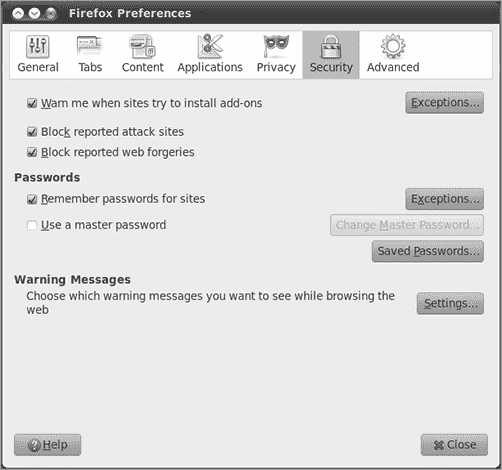 Firefox Preferences
General Tabs Content Applications Privacy Security Advanced
Warn me when sites try to install add-ons Exceptions...
Block reported attack sites
Block reported web forgeries
Passwords
Remember passwords for sites Exceptions...
Use a master password Change Master Password...
Saved Passwords...
Warning Messages
Choose which warning messages you want to see while browsing the
web Settings...
Help Close